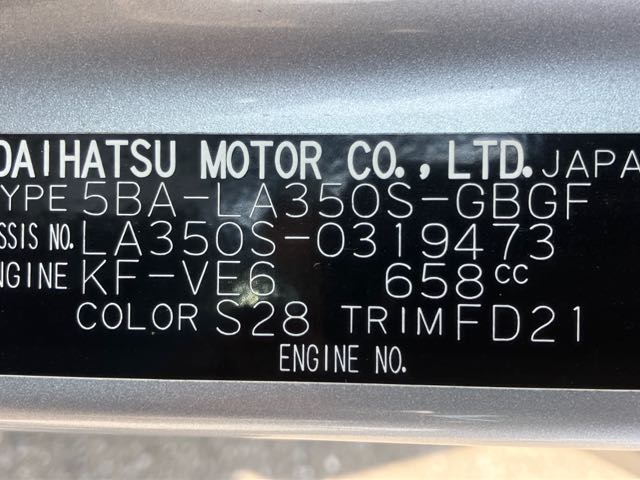 DAIHATSU MOTOR CO.,LTD. JAPA
YPE 5BA-LA350S-GBGF
SSIS NO. LA350S-0319473
NGINE KF-VE6 658CC
COLOR S28 TRIM FD21
ENGINE NO.